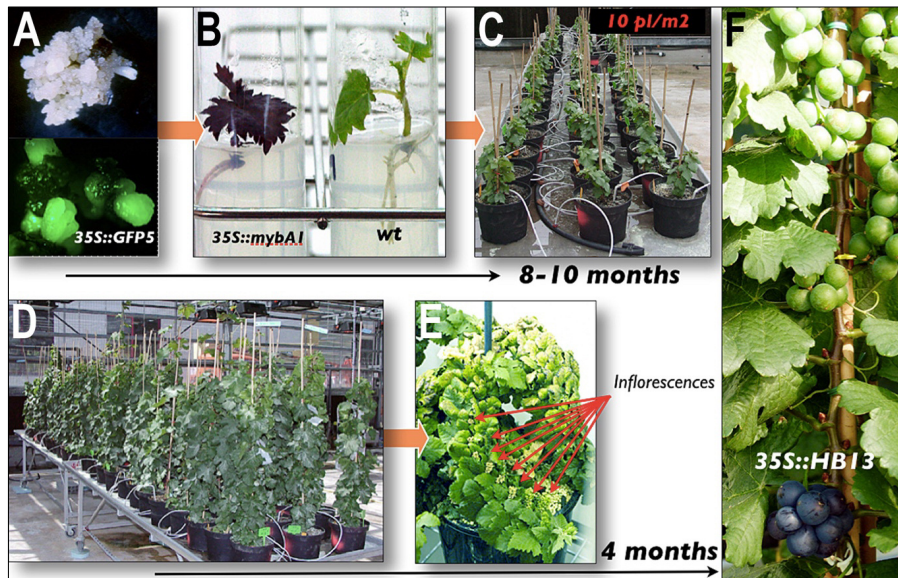 A
B
C
F
10 pl/m2
35S::GFP5
35S::mybA1
wt
8-10 months
D
E
Inflorescences
35S::HB13
4 months